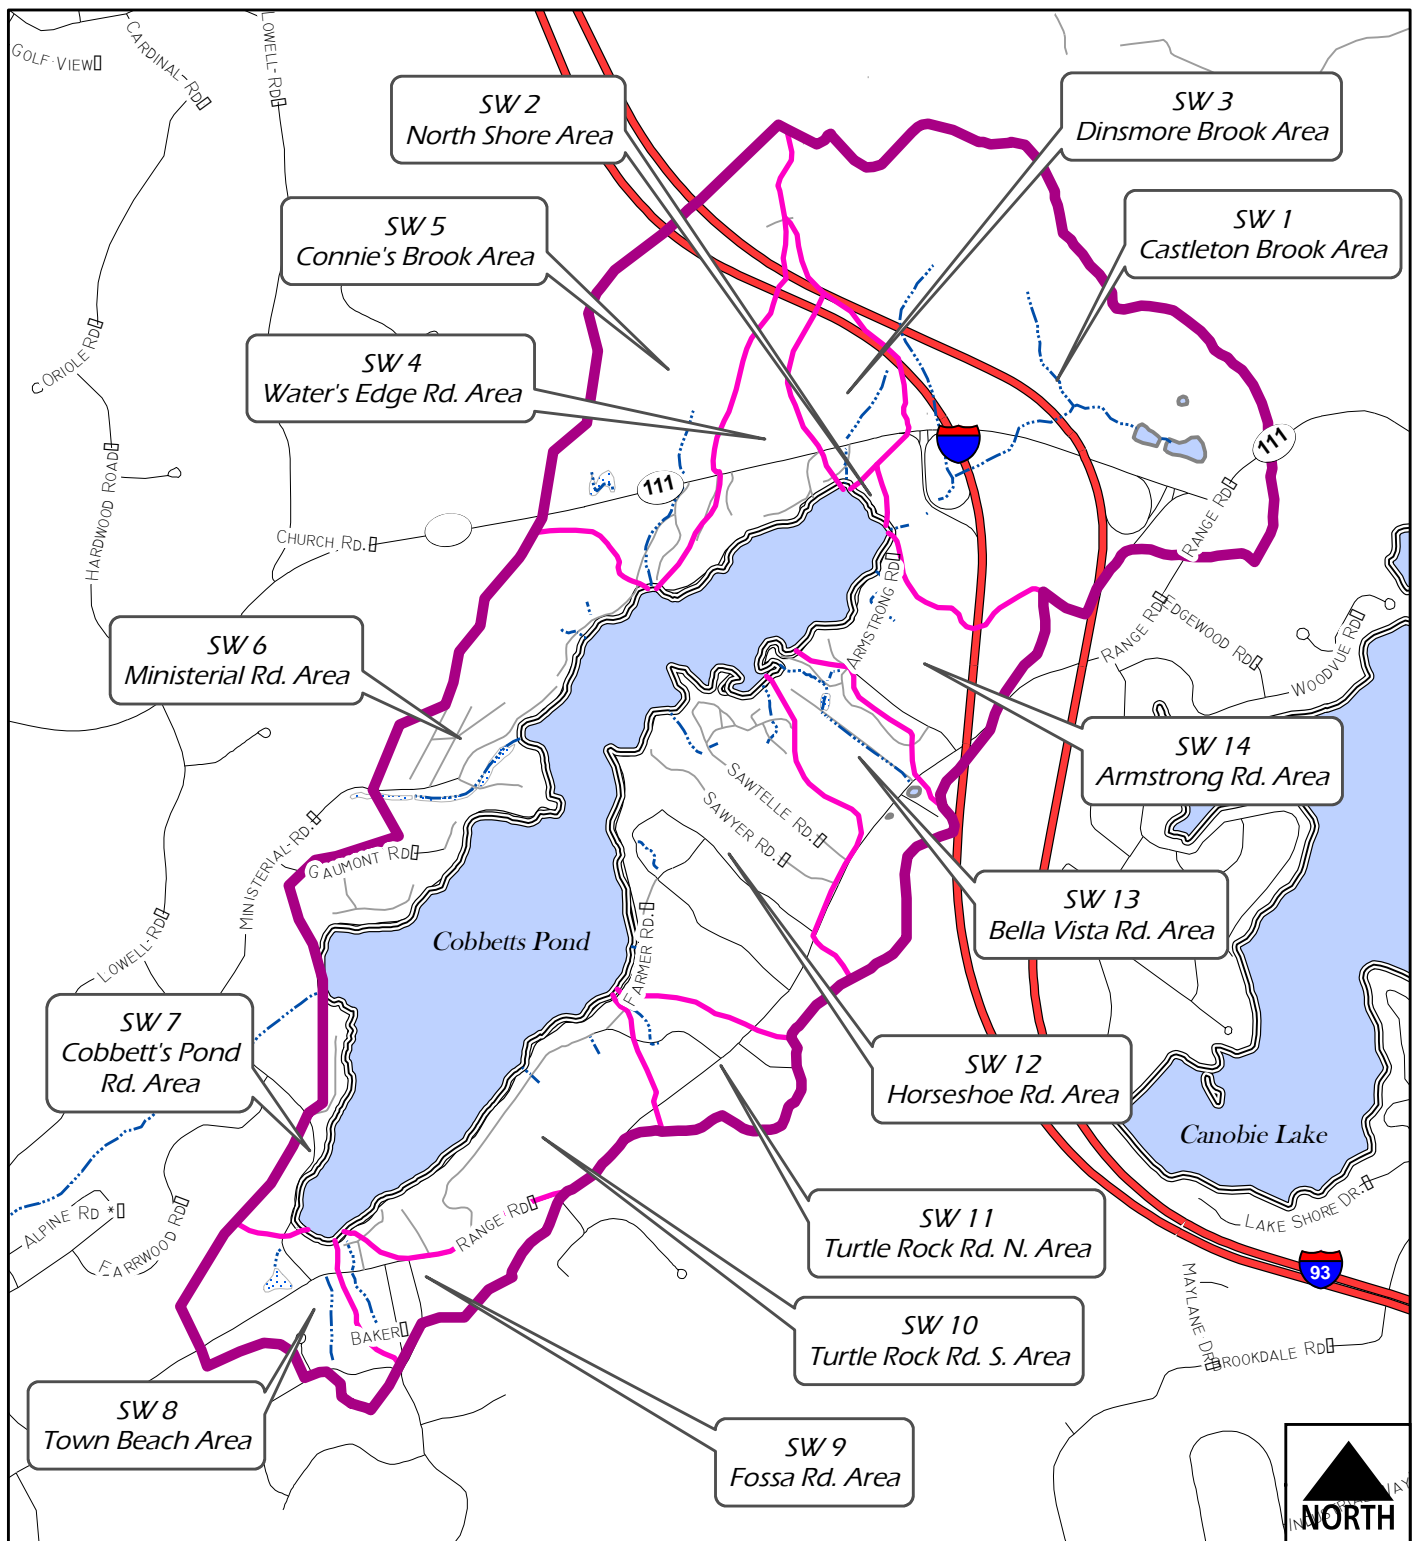 GOLF VIEW
CARDINAL RD
LOWELL-RD
SW 2
North Shore Area
SW 3
Dinsmore Brook Area
SW 5
Connie's Brook Area
SW 1
Castleton Brook Area
ORIOLE RD
SW 4
Water's Edge Rd. Area
HARDWOOD ROAD
111
111
CHURCH RD.
RANGE RD
ARMSTRONG RD
EDGEWOOD RD
RANGE RD
WOODVUE RD
SW 6
Ministerial Rd. Area
SW 14
Armstrong Rd. Area
SAWTELLE RD.
SAWYER RD.
MINISTERIAL-RD.
GAUMONT RD
SW 13
Bella Vista Rd. Area
LOWELL-RD
Cobbetts Pond
FARMER RD.
SW 7
Cobbett's Pond
Rd. Area
SW 12
Horseshoe Rd. Area
Canobie Lake
ALPINE RD *
FARRWOOD RD
RANGE RD
SW 11
Turtle Rock Rd. N. Area
LAKE SHORE DR.
93
MAYLANE DR
BROOKDALE RD
BAKER
SW 10
Turtle Rock Rd. S. Area
SW 8
Town Beach Area
SW 9
Fossa Rd. Area
NORTH